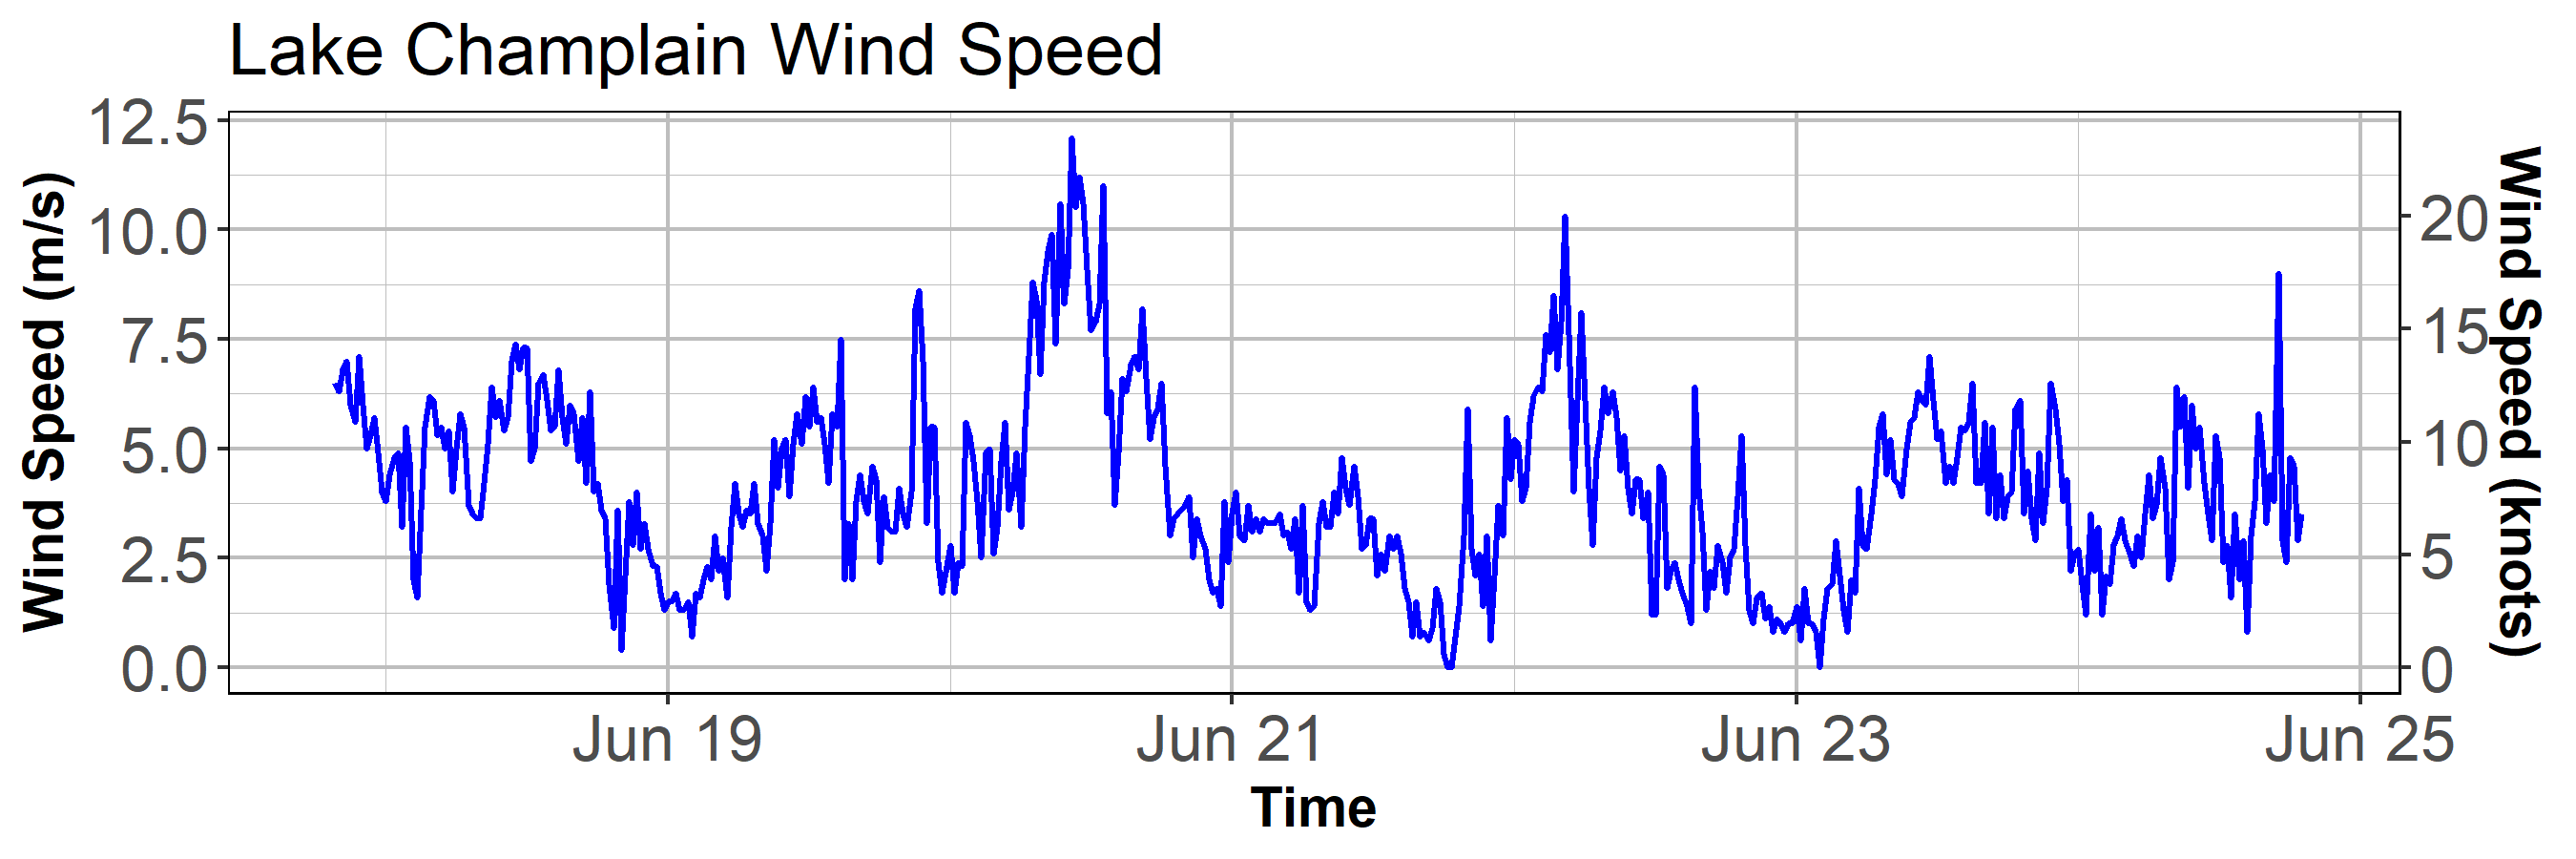 Lake Champlain Wind Speed
Wind Speed (m/s)
12.5
10.0
7.5
5.0
2.5
0.0
20
15
10
5
0
Wind Speed (knots)
Jun 19 Jun 21 Jun 23 Jun 25
Time